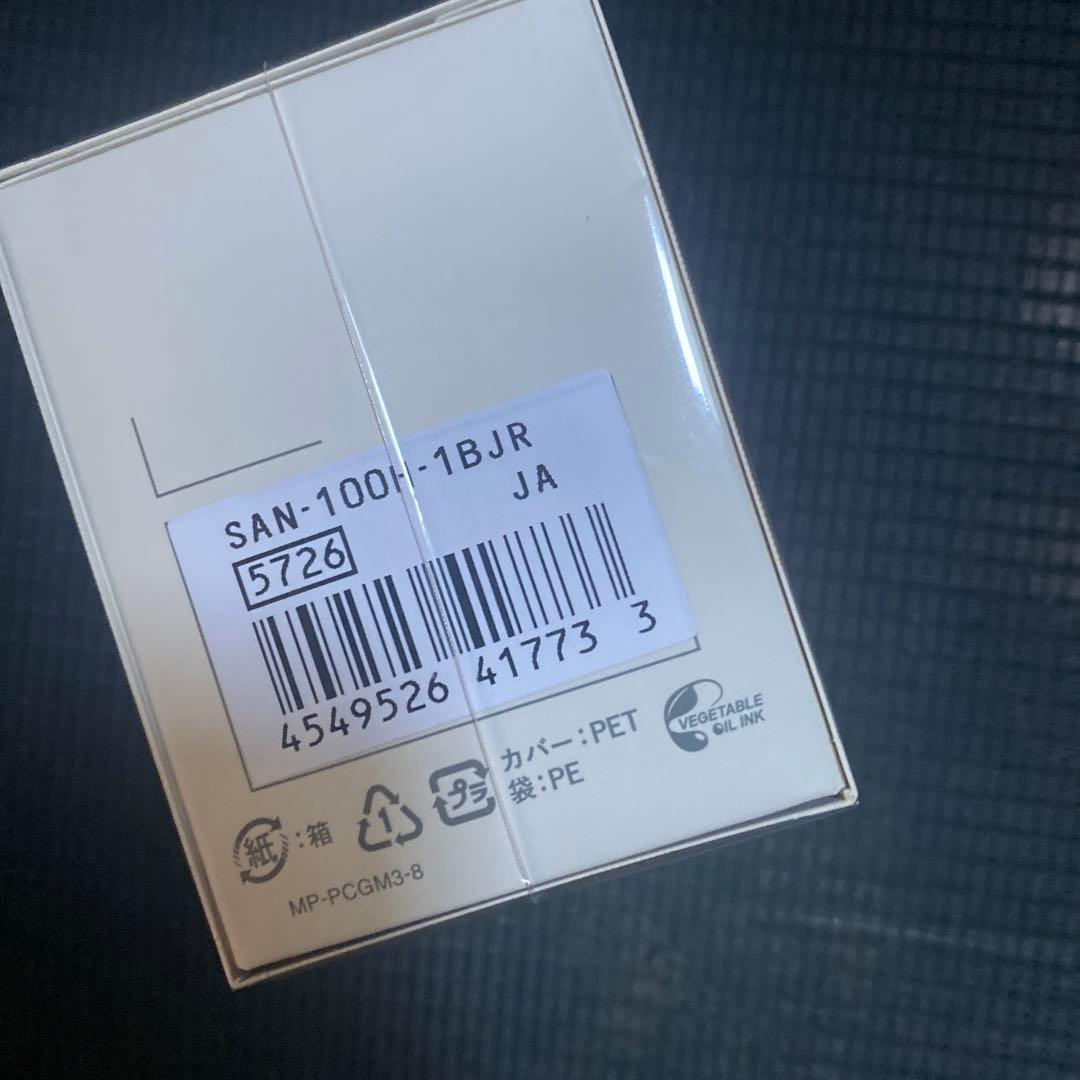 SAN-100H-1BJR
JA
5726
4549526 41773 3
紙:箱
1
プラ
カバー:PET
袋:PE
VEGETABLE
OIL INK
MP-PCGM3-8